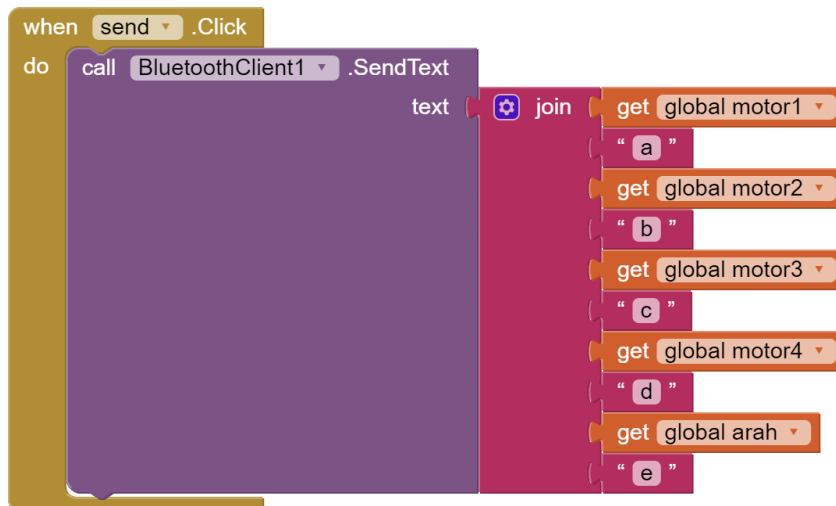 when send .Click
do call BluetoothClient1 .SendText
text join get global motor1
“ a ”
get global motor2
“ b ”
get global motor3
“ c ”
get global motor4
“ d ”
get global arah
“ e ”